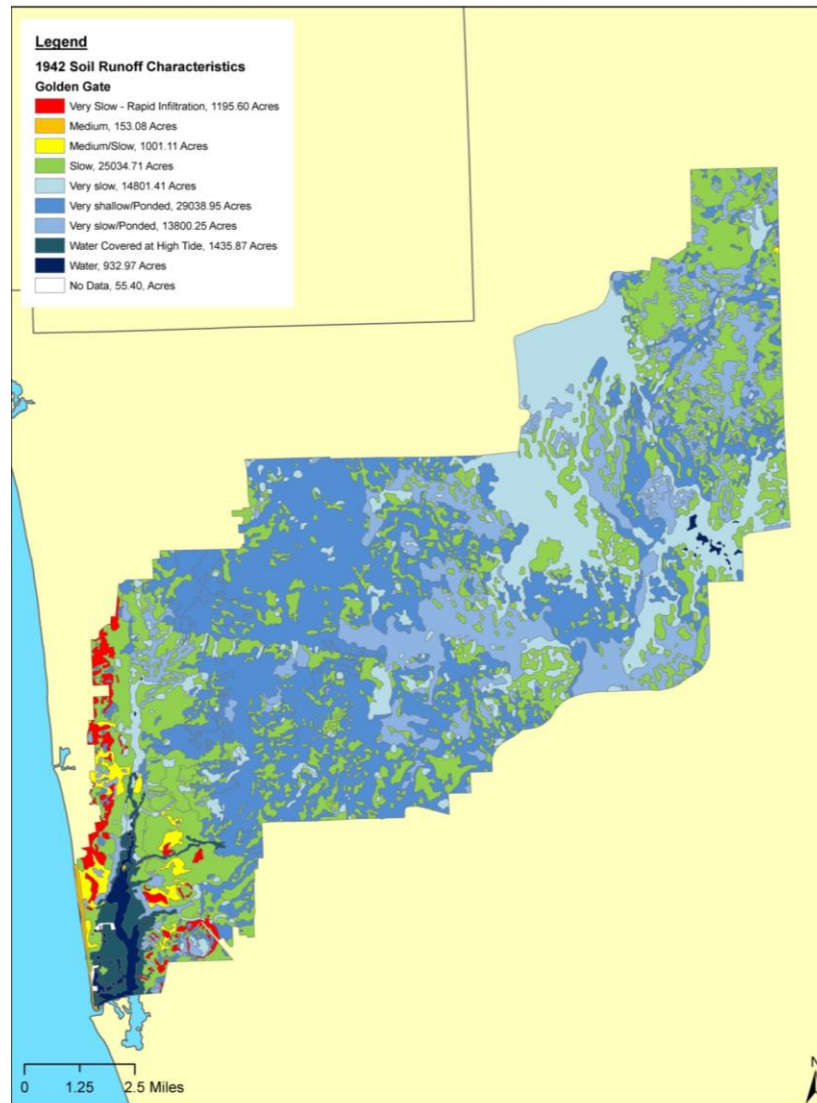 Legend
1942 Soil Runoff Characteristics
Golden Gate
Very Slow - Rapid Infiltration, 1195.60 Acres
Medium, 153.08 Acres
Medium/Slow, 1001.11 Acres
Slow, 25034.71 Acres
Very slow, 14801.41 Acres
Very shallow/Ponded, 29038.95 Acres
Very slow/Ponded, 13800.25 Acres
Water Covered at High Tide, 1435.87 Acres
Water, 932.97 Acres
No Data, 55.40, Acres
0 1.25 2.5 Miles
N